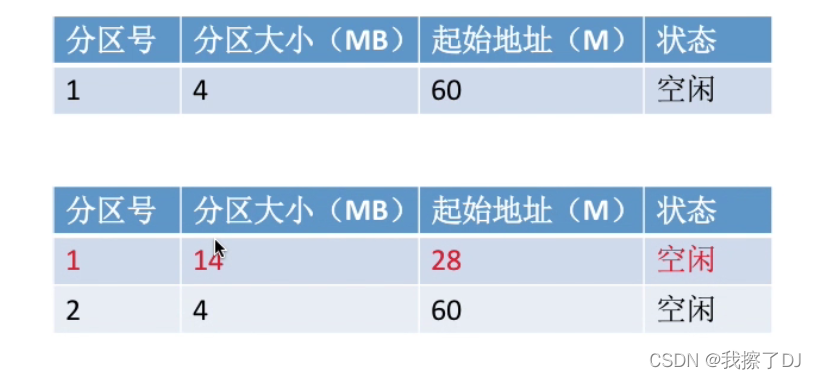 分区号 分区大小（MB） 起始地址（M） 状态
1 4 60 空闲
分区号 分区大小（MB） 起始地址（M） 状态
1 14 28 空闲
2 4 60 空闲
CSDN @我擦了DJ